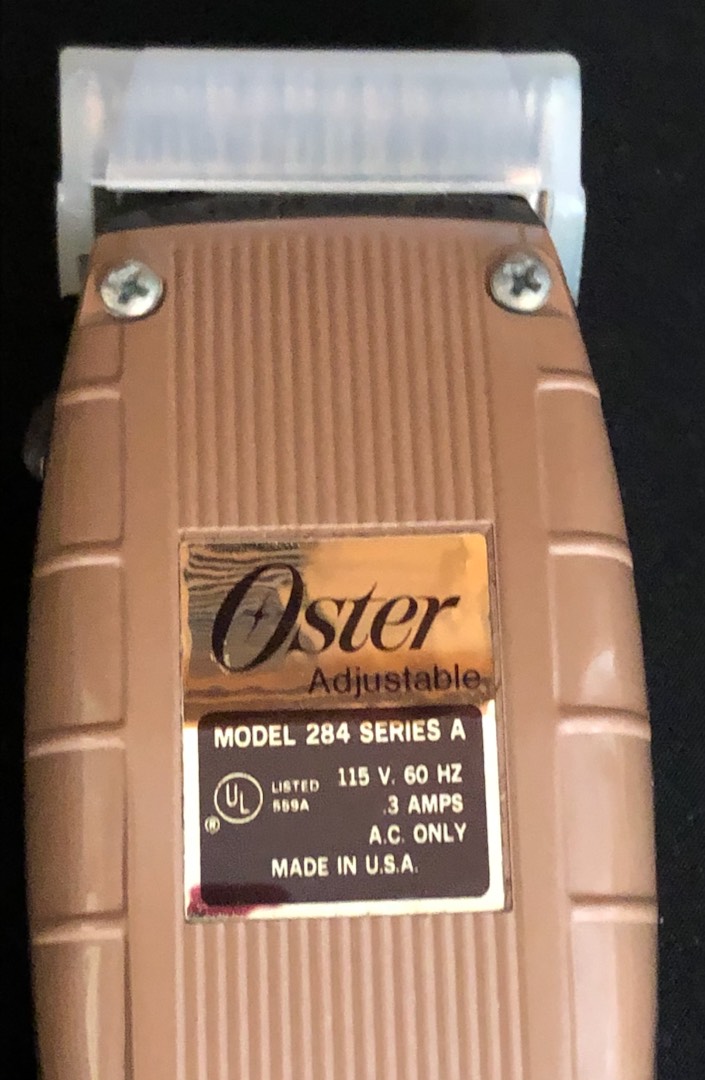 Oster
Adjustable
MODEL 284 SERIES A
UL
®
LISTED
559A
115 V. 60 HZ
.3 AMPS
A.C. ONLY
MADE IN U.S.A.